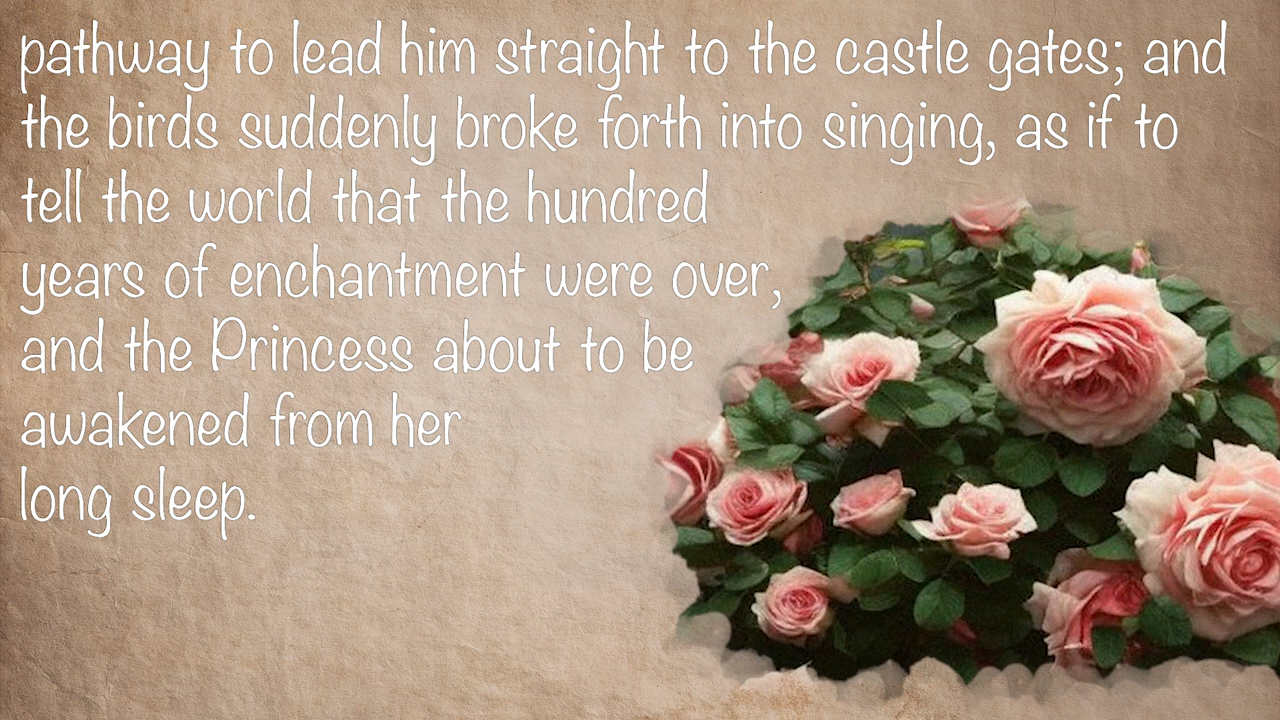 pathway to lead him straight to the castle gates; and
the birds suddenly broke forth into singing, as if to
tell the world that the hundred
years of enchantment were over,
and the Princess about to be
awakened from her
long sleep.